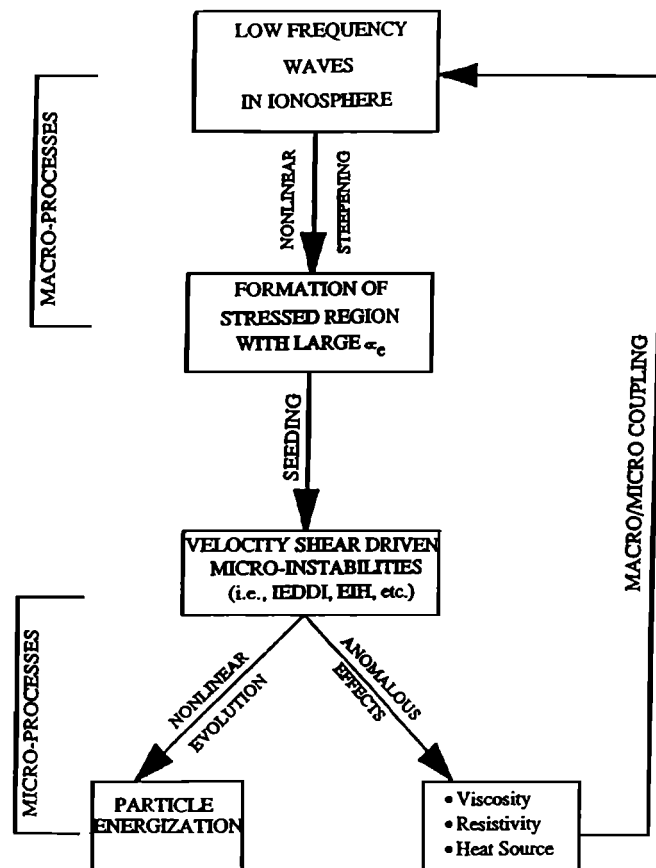 LOW FREQUENCY
WAVES
IN IONOSPHERE
MACRO-PROCESSES
NONLINEAR
STEEPENING
FORMATION OF
STRESSED REGION
WITH LARGE ∝e
SEEDING
MACRO/MICRO COUPLING
VELOCITY SHEAR DRIVEN
MICRO-INSTABILITIES
(i.e., IEDDI, EIH, etc.)
MICRO-PROCESSES
NONLINEAR
EVOLUTION
ANOMALOUS
EFFECTS
PARTICLE
ENERGIZATION
• Viscosity
• Resistivity
• Heat Source